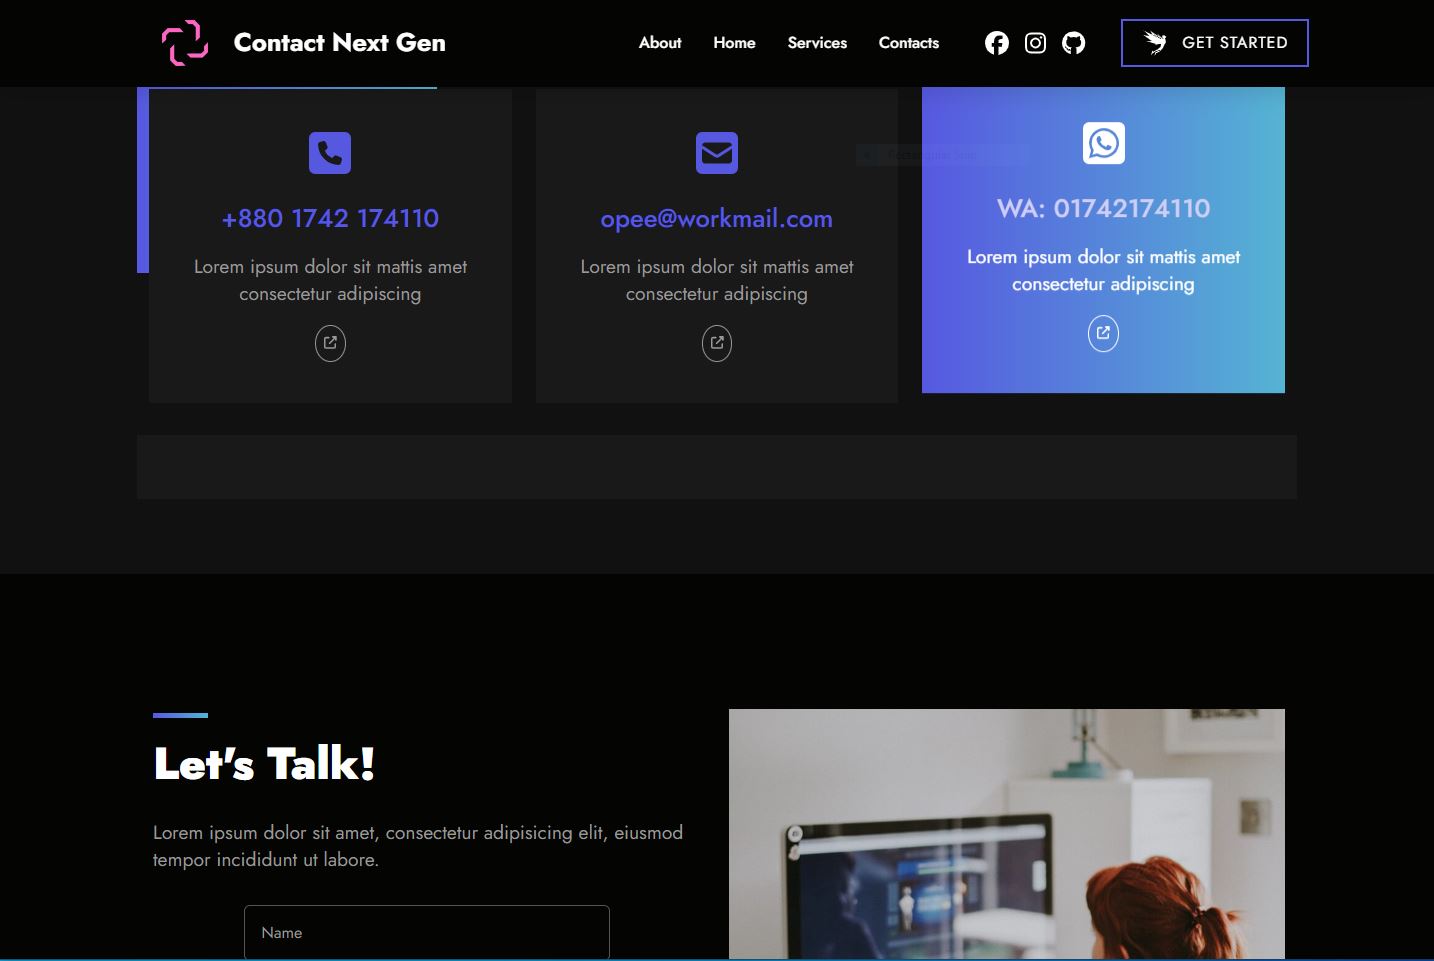 Contact Next Gen
About Home Services Contacts
GET STARTED
+880 1742 174110
Lorem ipsum dolor sit mattis amet
consectetur adipiscing
opee@workmail.com
Lorem ipsum dolor sit mattis amet
consectetur adipiscing
WA: 01742174110
Lorem ipsum dolor sit mattis amet
consectetur adipiscing
Rectangular Snip
Let's Talk!
Lorem ipsum dolor sit amet, consectetur adipisicing elit, eiusmod
tempor incididunt ut labore.
Name